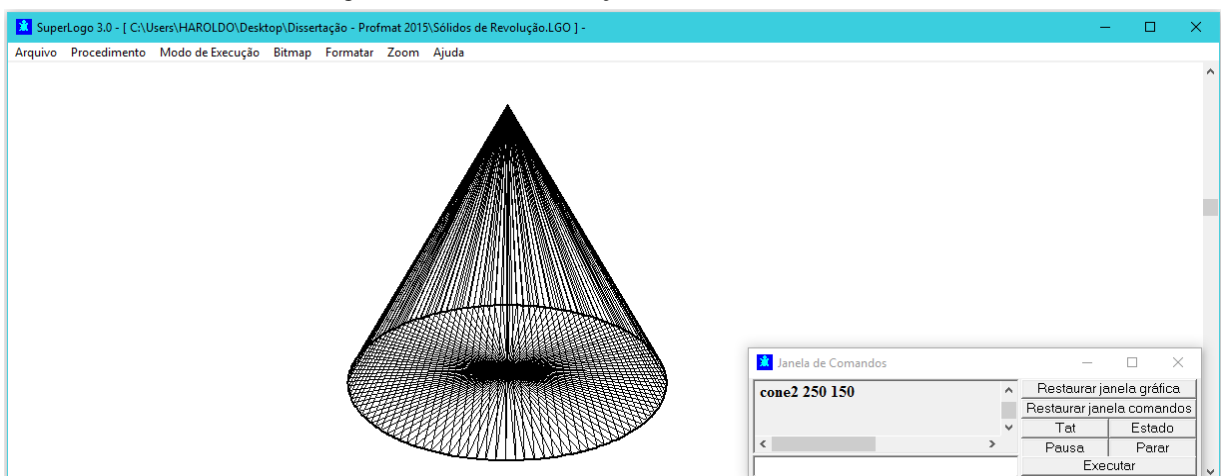 SuperLogo 3.0 - [ C:\Users\HAROLDO\Desktop\Dissertação - Profmat 2015\Sólidos de Revolução.LGO ] -
Arquivo Procedimento Modo de Execução Bitmap Formatar Zoom Ajuda
Janela de Comandos
cone2 250 150
Restaurar janela gráfica
Restaurar janela comandos
Tat Estado
Pausa Parar
Executar